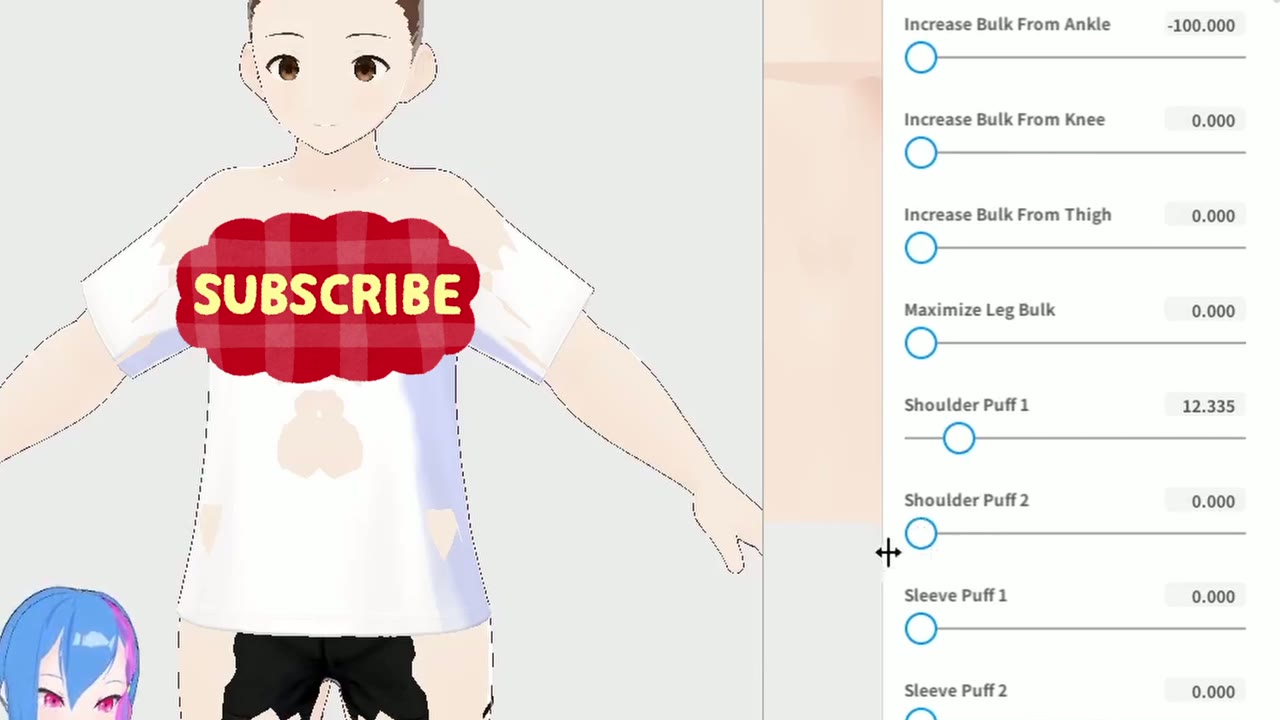 Increase Bulk From Ankle -100.000
Increase Bulk From Knee 0.000
Increase Bulk From Thigh 0.000
SUBSCRIBE
Maximize Leg Bulk 0.000
Shoulder Puff 1 12.335
Shoulder Puff 2 0.000
Sleeve Puff 1 0.000
Sleeve Puff 2 0.000